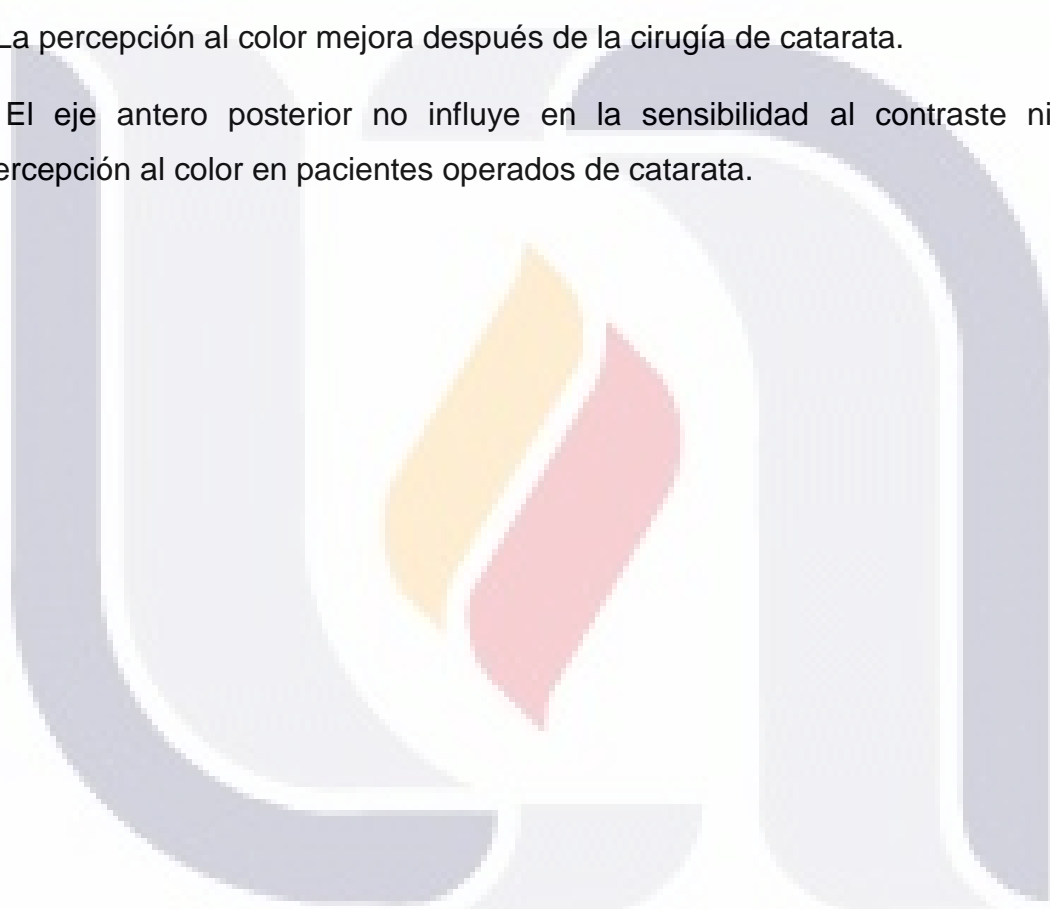 La percepción al color mejora después de la cirugía de catarata.
El eje antero posterior no influye en la sensibilidad al contraste ni
ercepción al color en pacientes operados de catarata.